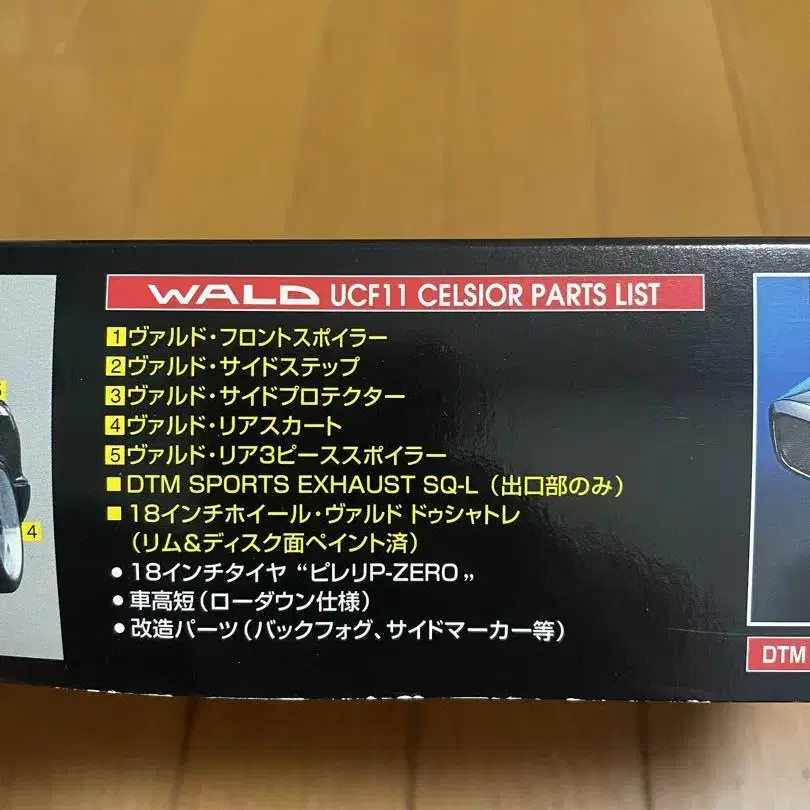 WALD UCF11 CELSIOR PARTS LIST
1 ヴァルド・フロントスポイラー
2 ヴァルド・サイドステップ
3 ヴァルド・サイドプロテクター
4 ヴァルド・リアスカート
5 ヴァルド・リア3ピーススポイラー
■ DTM SPORTS EXHAUST SQ-L（出口部のみ）
■ 18インチホイール・ヴァルド ドゥシャトレ
（リム＆ディスク面ペイント済）
● 18インチタイヤ “ピレリP-ZERO„
● 車高短（ローダウン仕様）
● 改造パーツ（バックフォグ、サイドマーカー等）
4
DTM